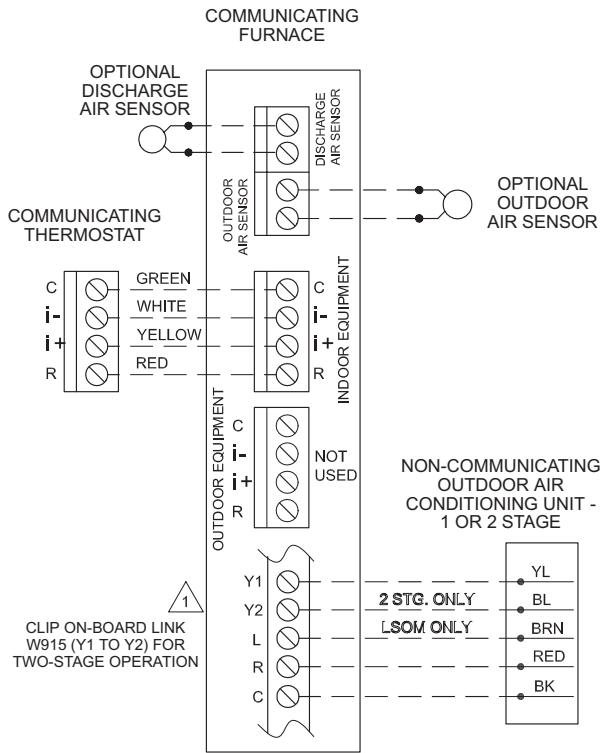 COMMUNICATING
FURNACE
OPTIONAL
DISCHARGE
AIR SENSOR
DISCHARGE
AIR SENSOR
OUTDOOR
AIR SENSOR
OPTIONAL
OUTDOOR
AIR SENSOR
COMMUNICATING
THERMOSTAT
C
i-
i+
R
GREEN
WHITE
YELLOW
RED
C
i-
i+
R
INDOOR EQUIPMENT
OUTDOOR EQUIPMENT
C
i-
i+
R
NOT
USED
NON-COMMUNICATING
OUTDOOR AIR
CONDITIONING UNIT -
1 OR 2 STAGE
1
CLIP ON-BOARD LINK
W915 (Y1 TO Y2) FOR
TWO-STAGE OPERATION
Y1
Y2
L
R
C
2 STG. ONLY
LSOM ONLY
YL
BL
BRN
RED
BK